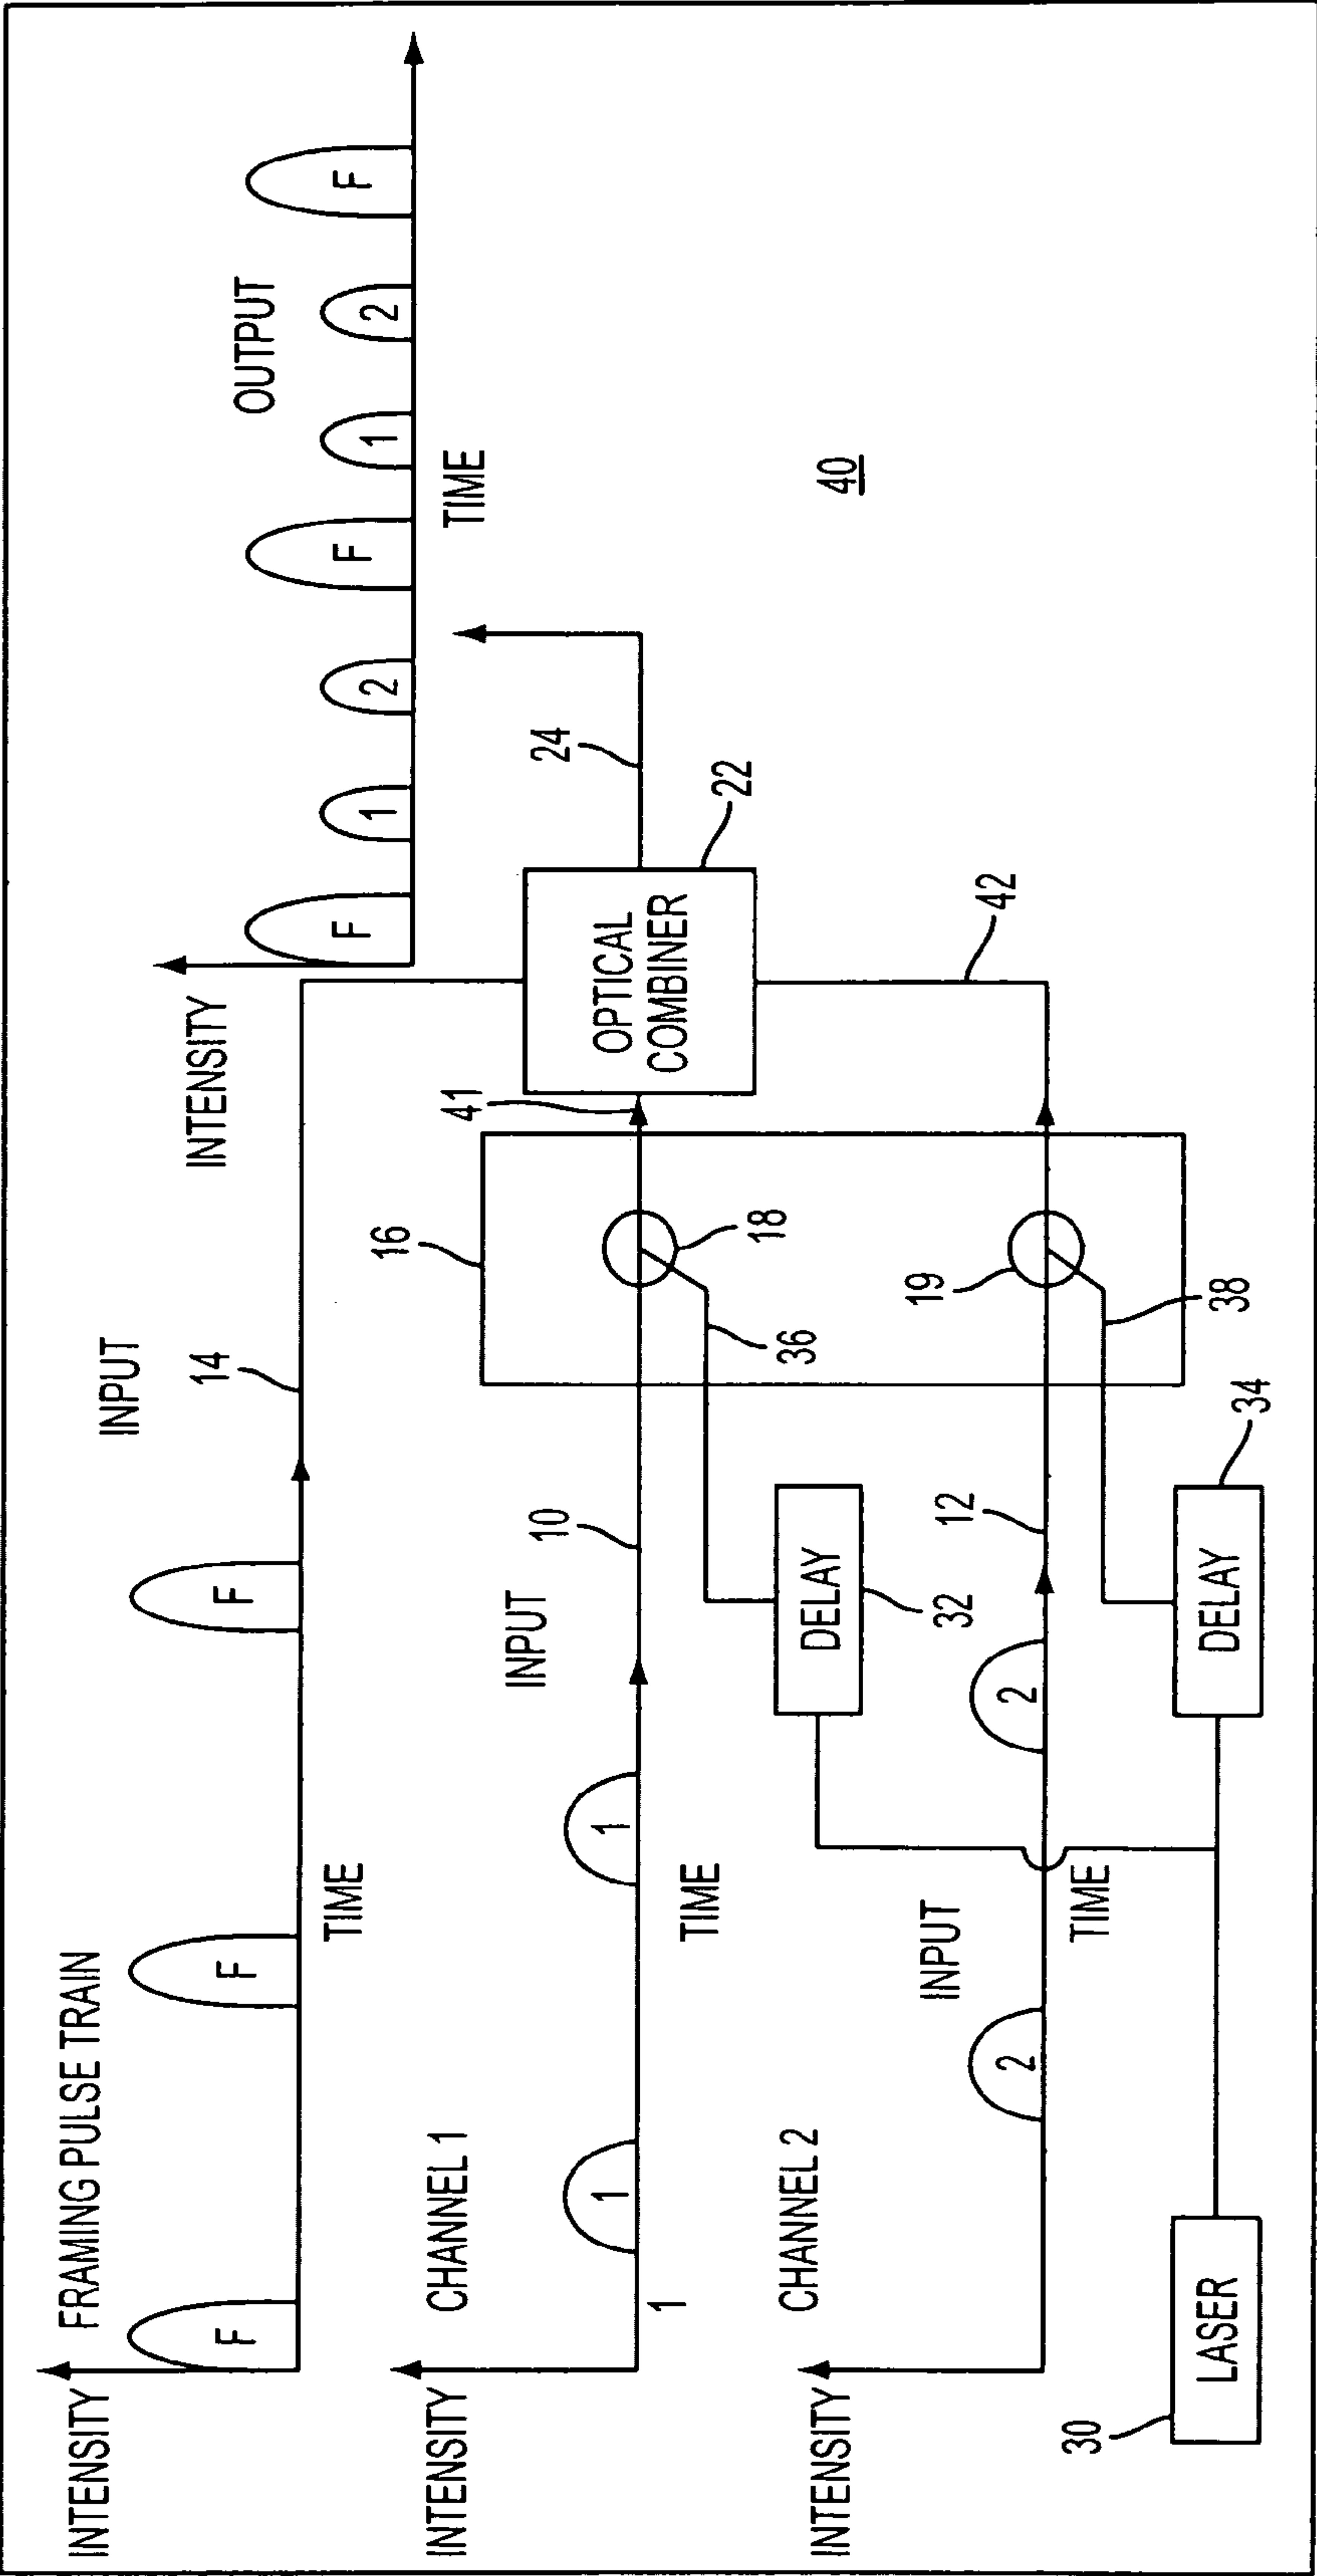 FRAMING PULSE TRAIN
INTENSITY
F
F
F
TIME
INPUT
14
INTENSITY
OUTPUT
F
1
2
F
1
2
F
TIME
CHANNEL 1
INTENSITY
1
1
1
TIME
INPUT
10
16
18
36
41
OPTICAL
COMBINER
22
24
40
CHANNEL 2
INTENSITY
2
2
INPUT
TIME
12
19
38
42
DELAY
32
DELAY
34
LASER
30